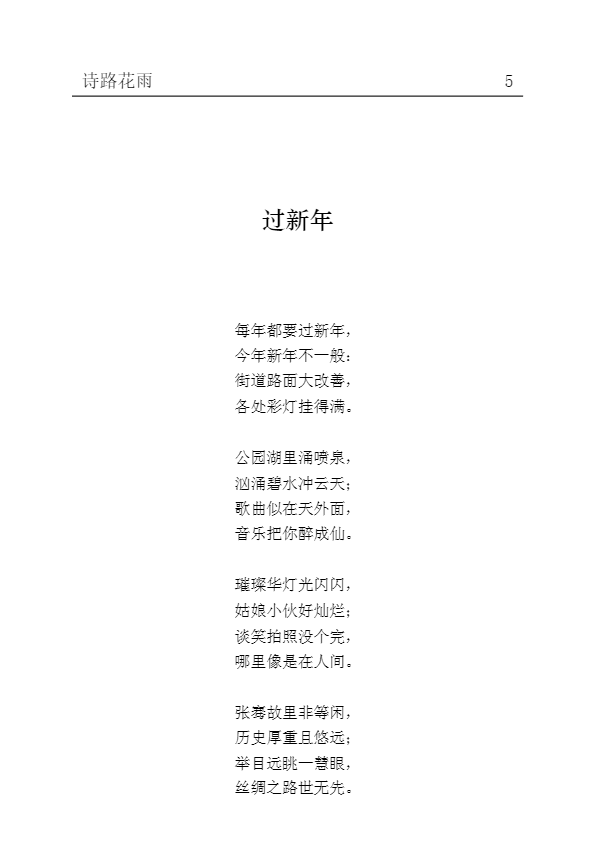 诗路花雨 5
过新年
每年都要过新年，
今年新年不一般：
街道路面大改善，
各处彩灯挂得满。
公园湖里涌喷泉，
汹涌碧水冲云天；
歌曲似在天外面，
音乐把你醉成仙。
璀璨华灯光闪闪，
姑娘小伙好灿烂；
谈笑拍照没个完，
哪里像是在人间。
张骞故里非等闲，
历史厚重且悠远；
举目远眺一慧眼，
丝绸之路世无先。